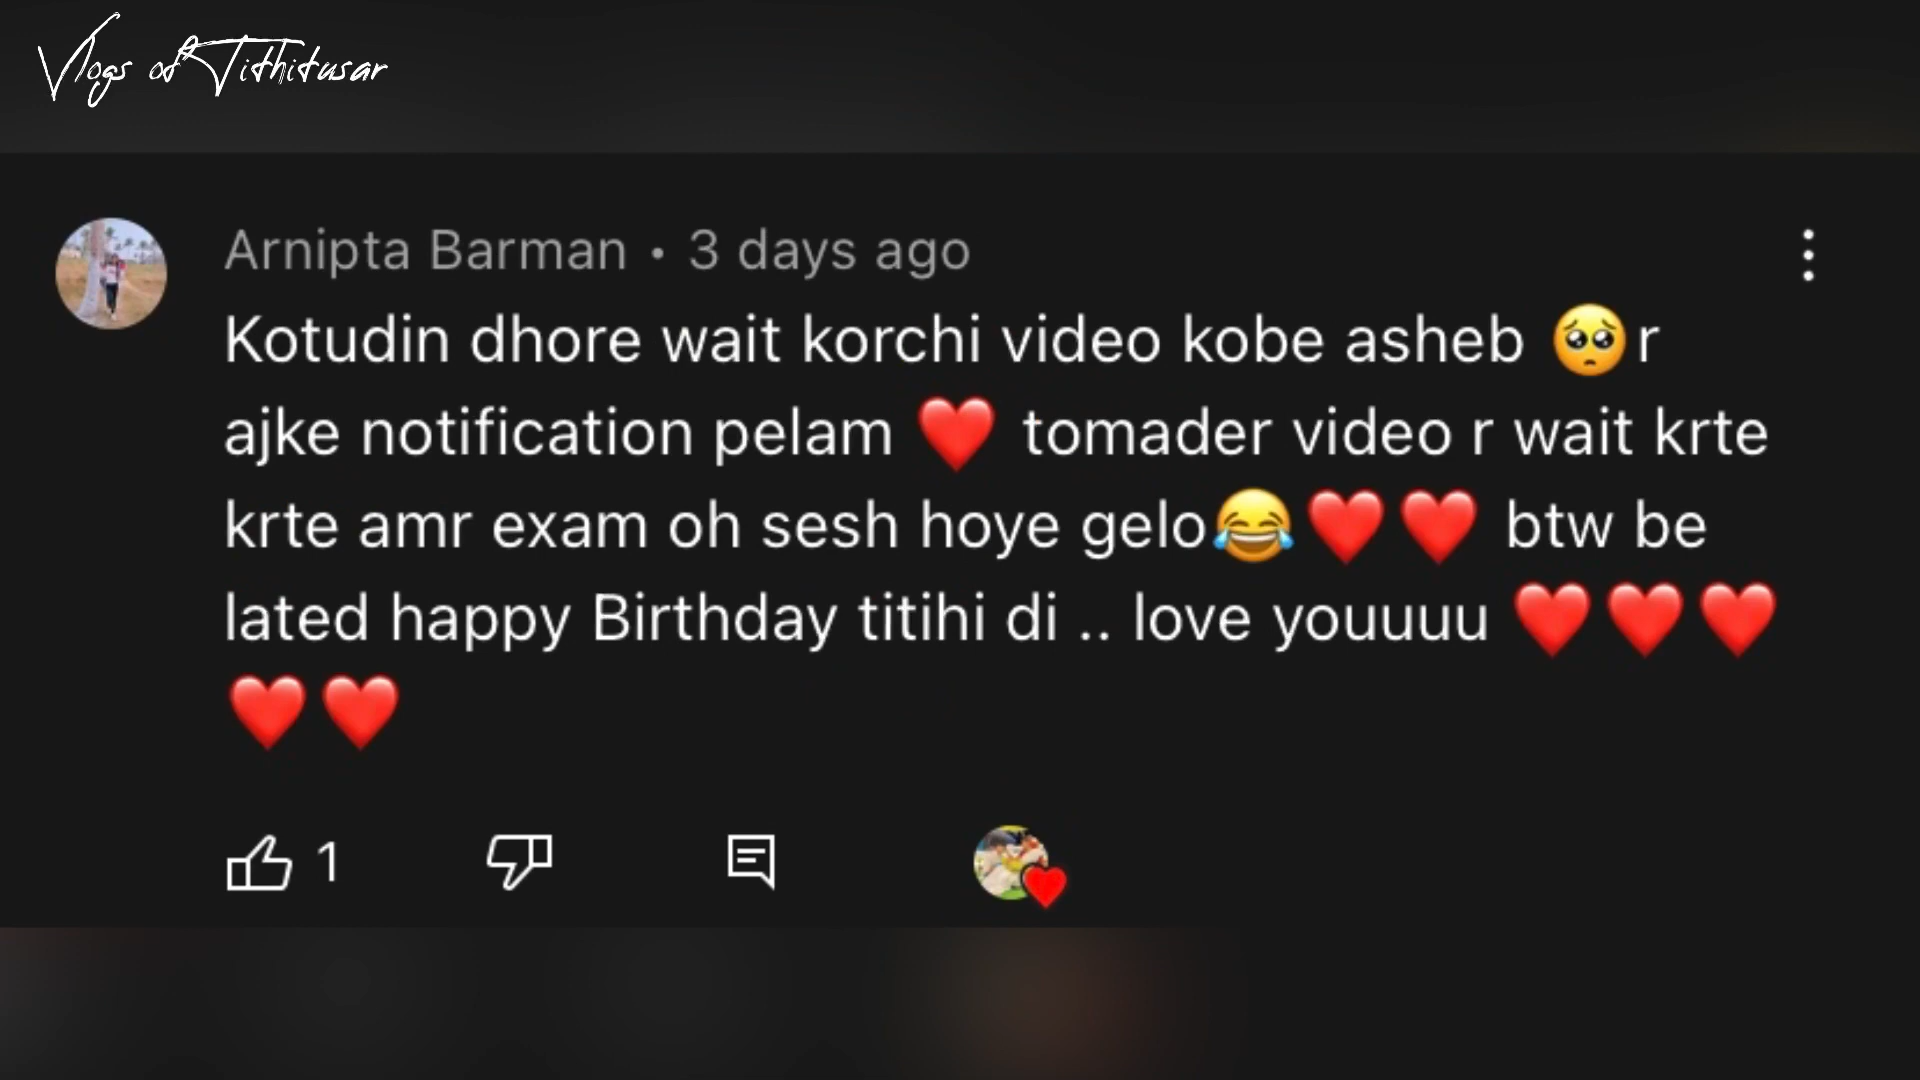 Vlogs of Tithitusar
Arnipta Barman • 3 days ago
Kotudin dhore wait korchi video kobe asheb 🥺r
ajke notification pelam ❤️ tomader video r wait krte
krte amr exam oh sesh hoye gelo😂❤️❤️ btw be
lated happy Birthday titihi di .. love youuuu ❤️❤️❤️
❤️❤️
1